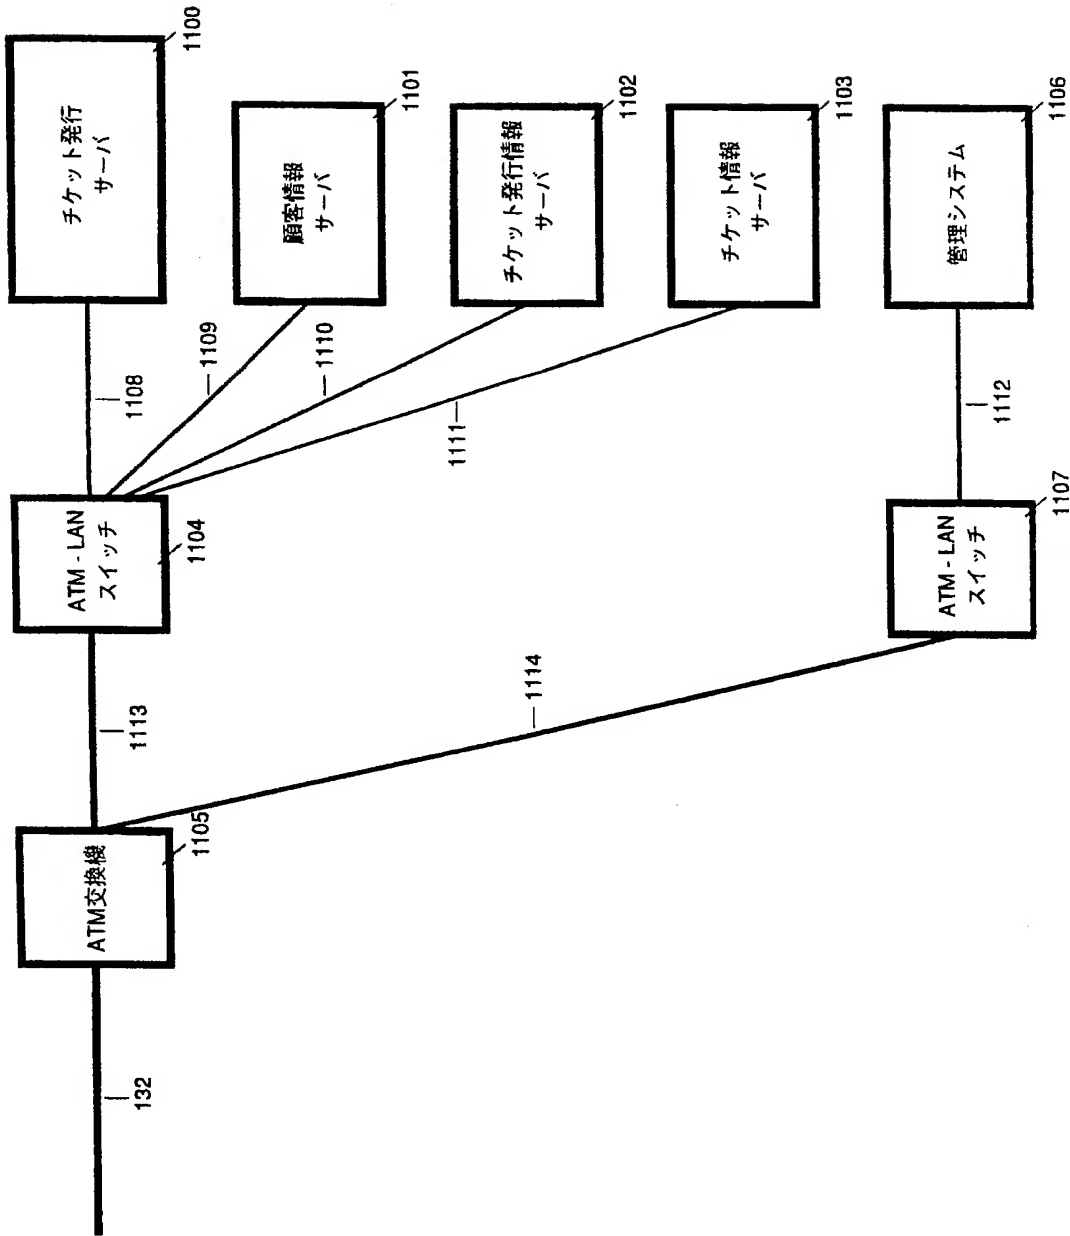 チケット発行
サーバ
1100
顧客情報
サーバ
1101
チケット発行情報
サーバ
1102
チケット情報
サーバ
1103
管理システム
1106
1108
1109
1110
1111
1112
ATM - LAN
スイッチ
1104
ATM - LAN
スイッチ
1107
1113
1114
ATM交換機
1105
132